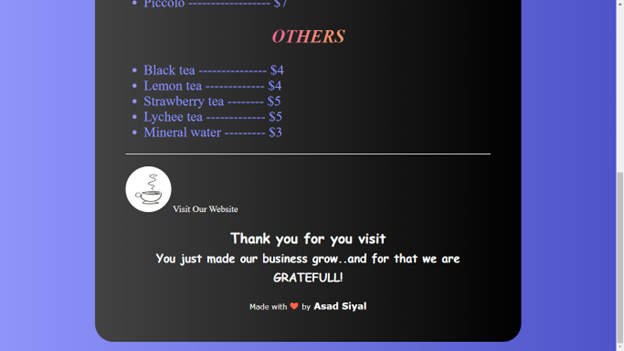 Piccolo ------------------ $7
OTHERS
Black tea --------------- $4
Lemon tea ------------- $4
Strawberry tea -------- $5
Lychee tea ------------- $5
Mineral water --------- $3
Visit Our Website
Thank you for you visit
You just made our business grow..and for that we are
GRATEFULL!
Made with ❤ by Asad Siyal